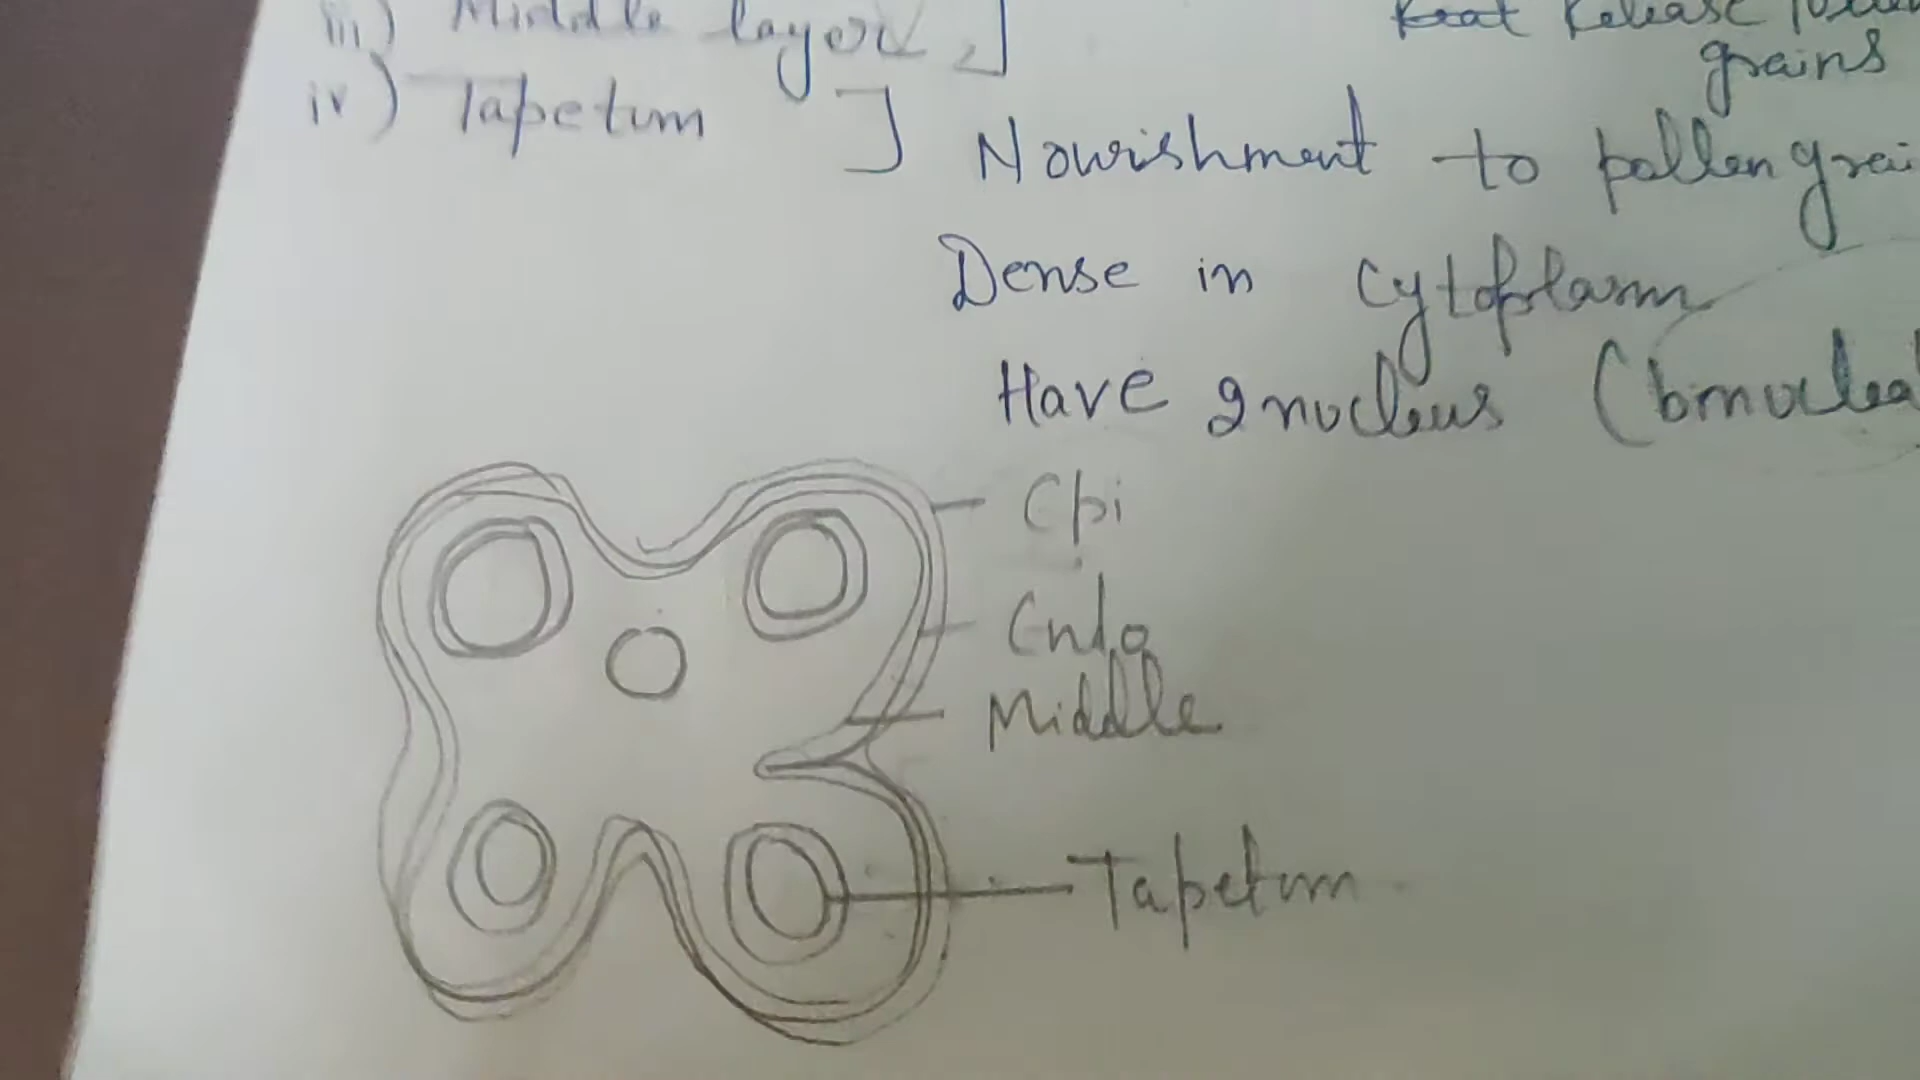 iii) Middle layer
iv) Tapetum
Release
grains
Nourishment to pollen grai
Dense in cytoplasm
Have 2 nucleus (binuclea
Epi
Endo
Middle
Tapetum